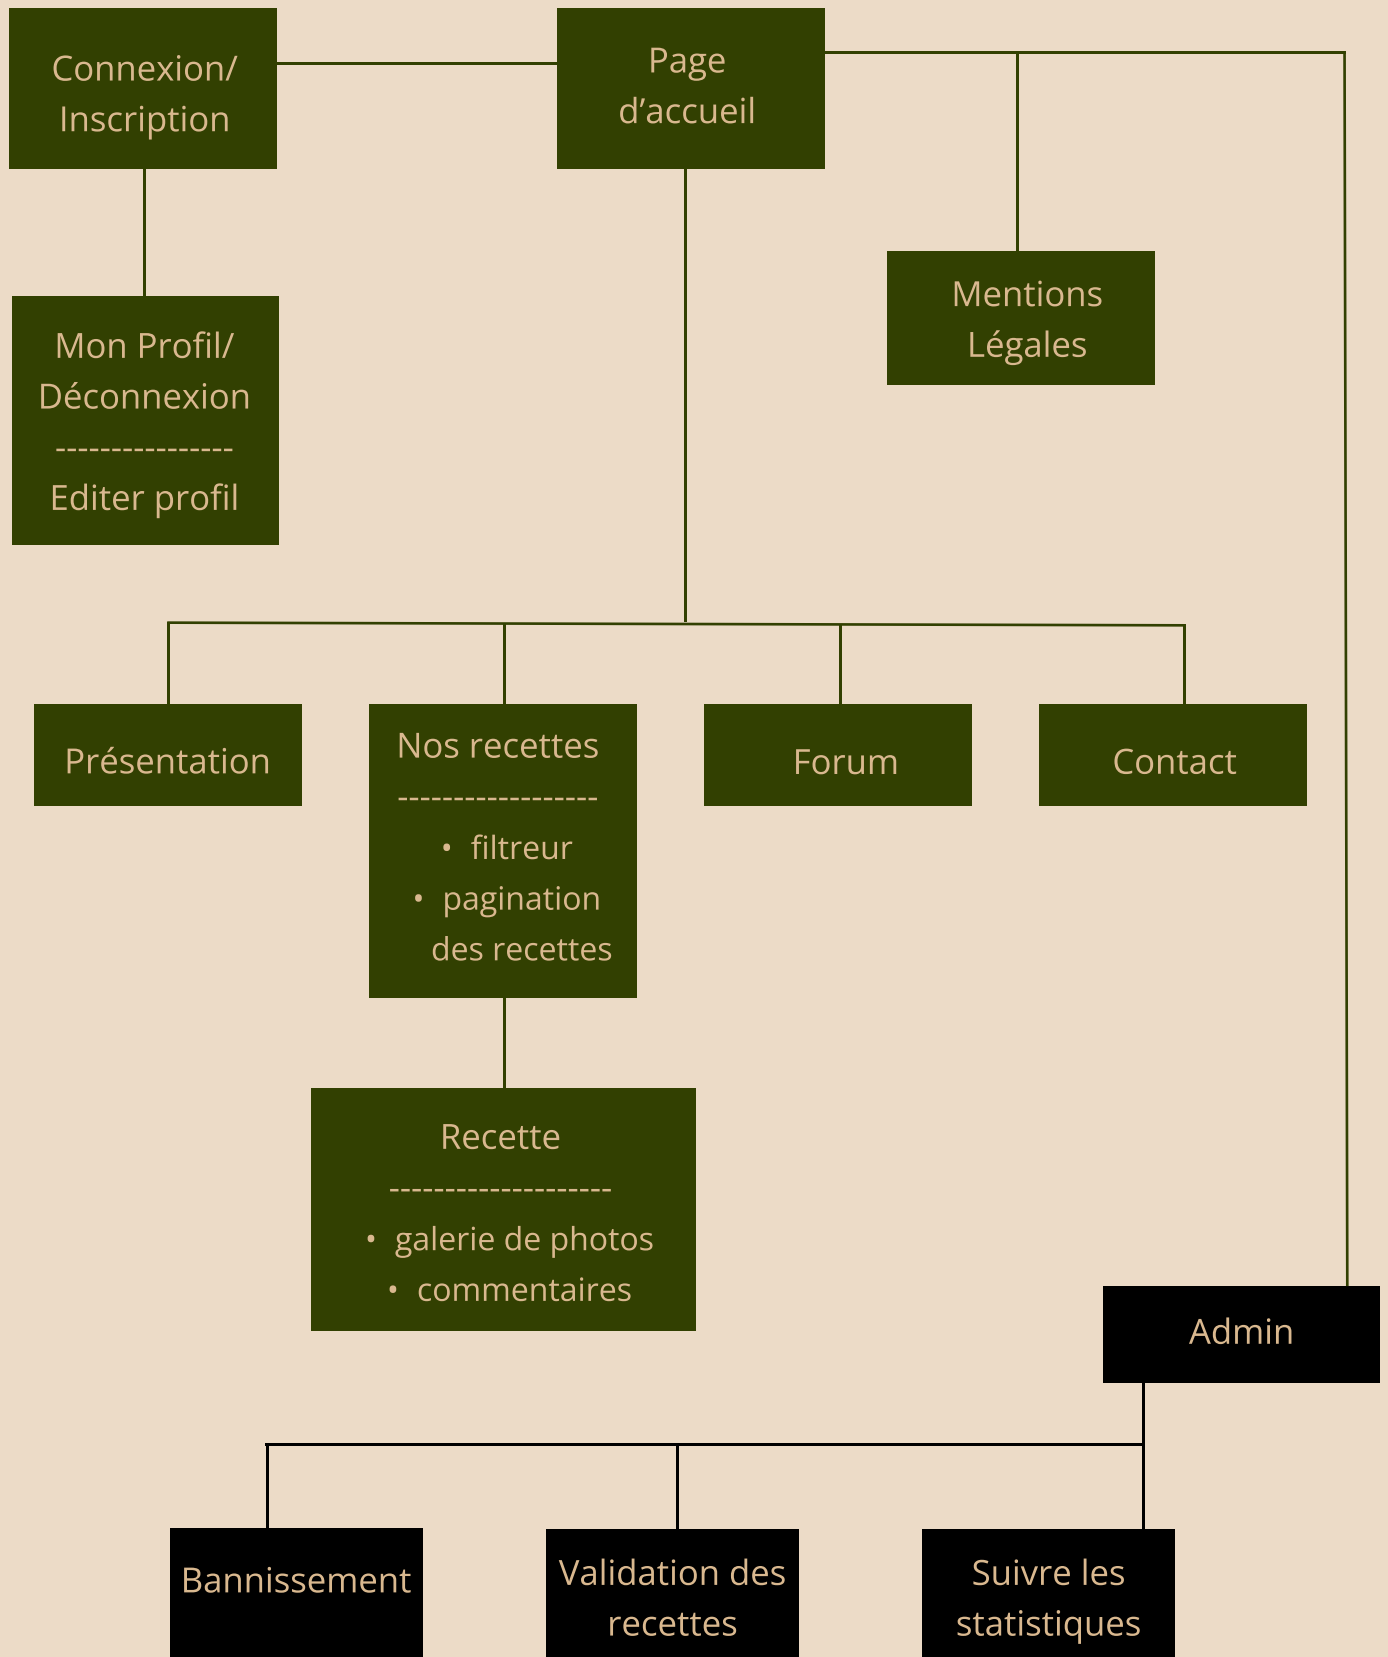 Connexion/
Inscription
Page
d’accueil
Mentions
Légales
Mon Profil/
Déconnexion
----------------
Editer profil
Présentation
Nos recettes
------------------
• filtreur
• pagination
des recettes
Forum
Contact
Recette
--------------------
• galerie de photos
• commentaires
Admin
Bannissement
Validation des
recettes
Suivre les
statistiques